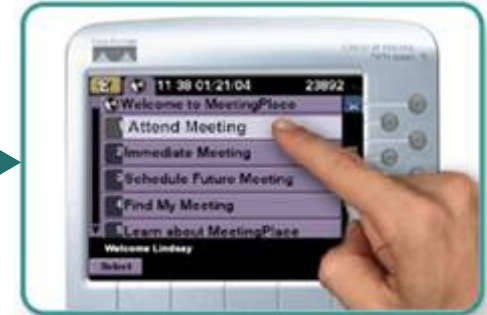 11 38 01/21/04 23892
Welcome to MeetingPlace
Attend Meeting
Immediate Meeting
Schedule Future Meeting
Find My Meeting
Learn about MeetingPlace
Welcome Lindsay
Select